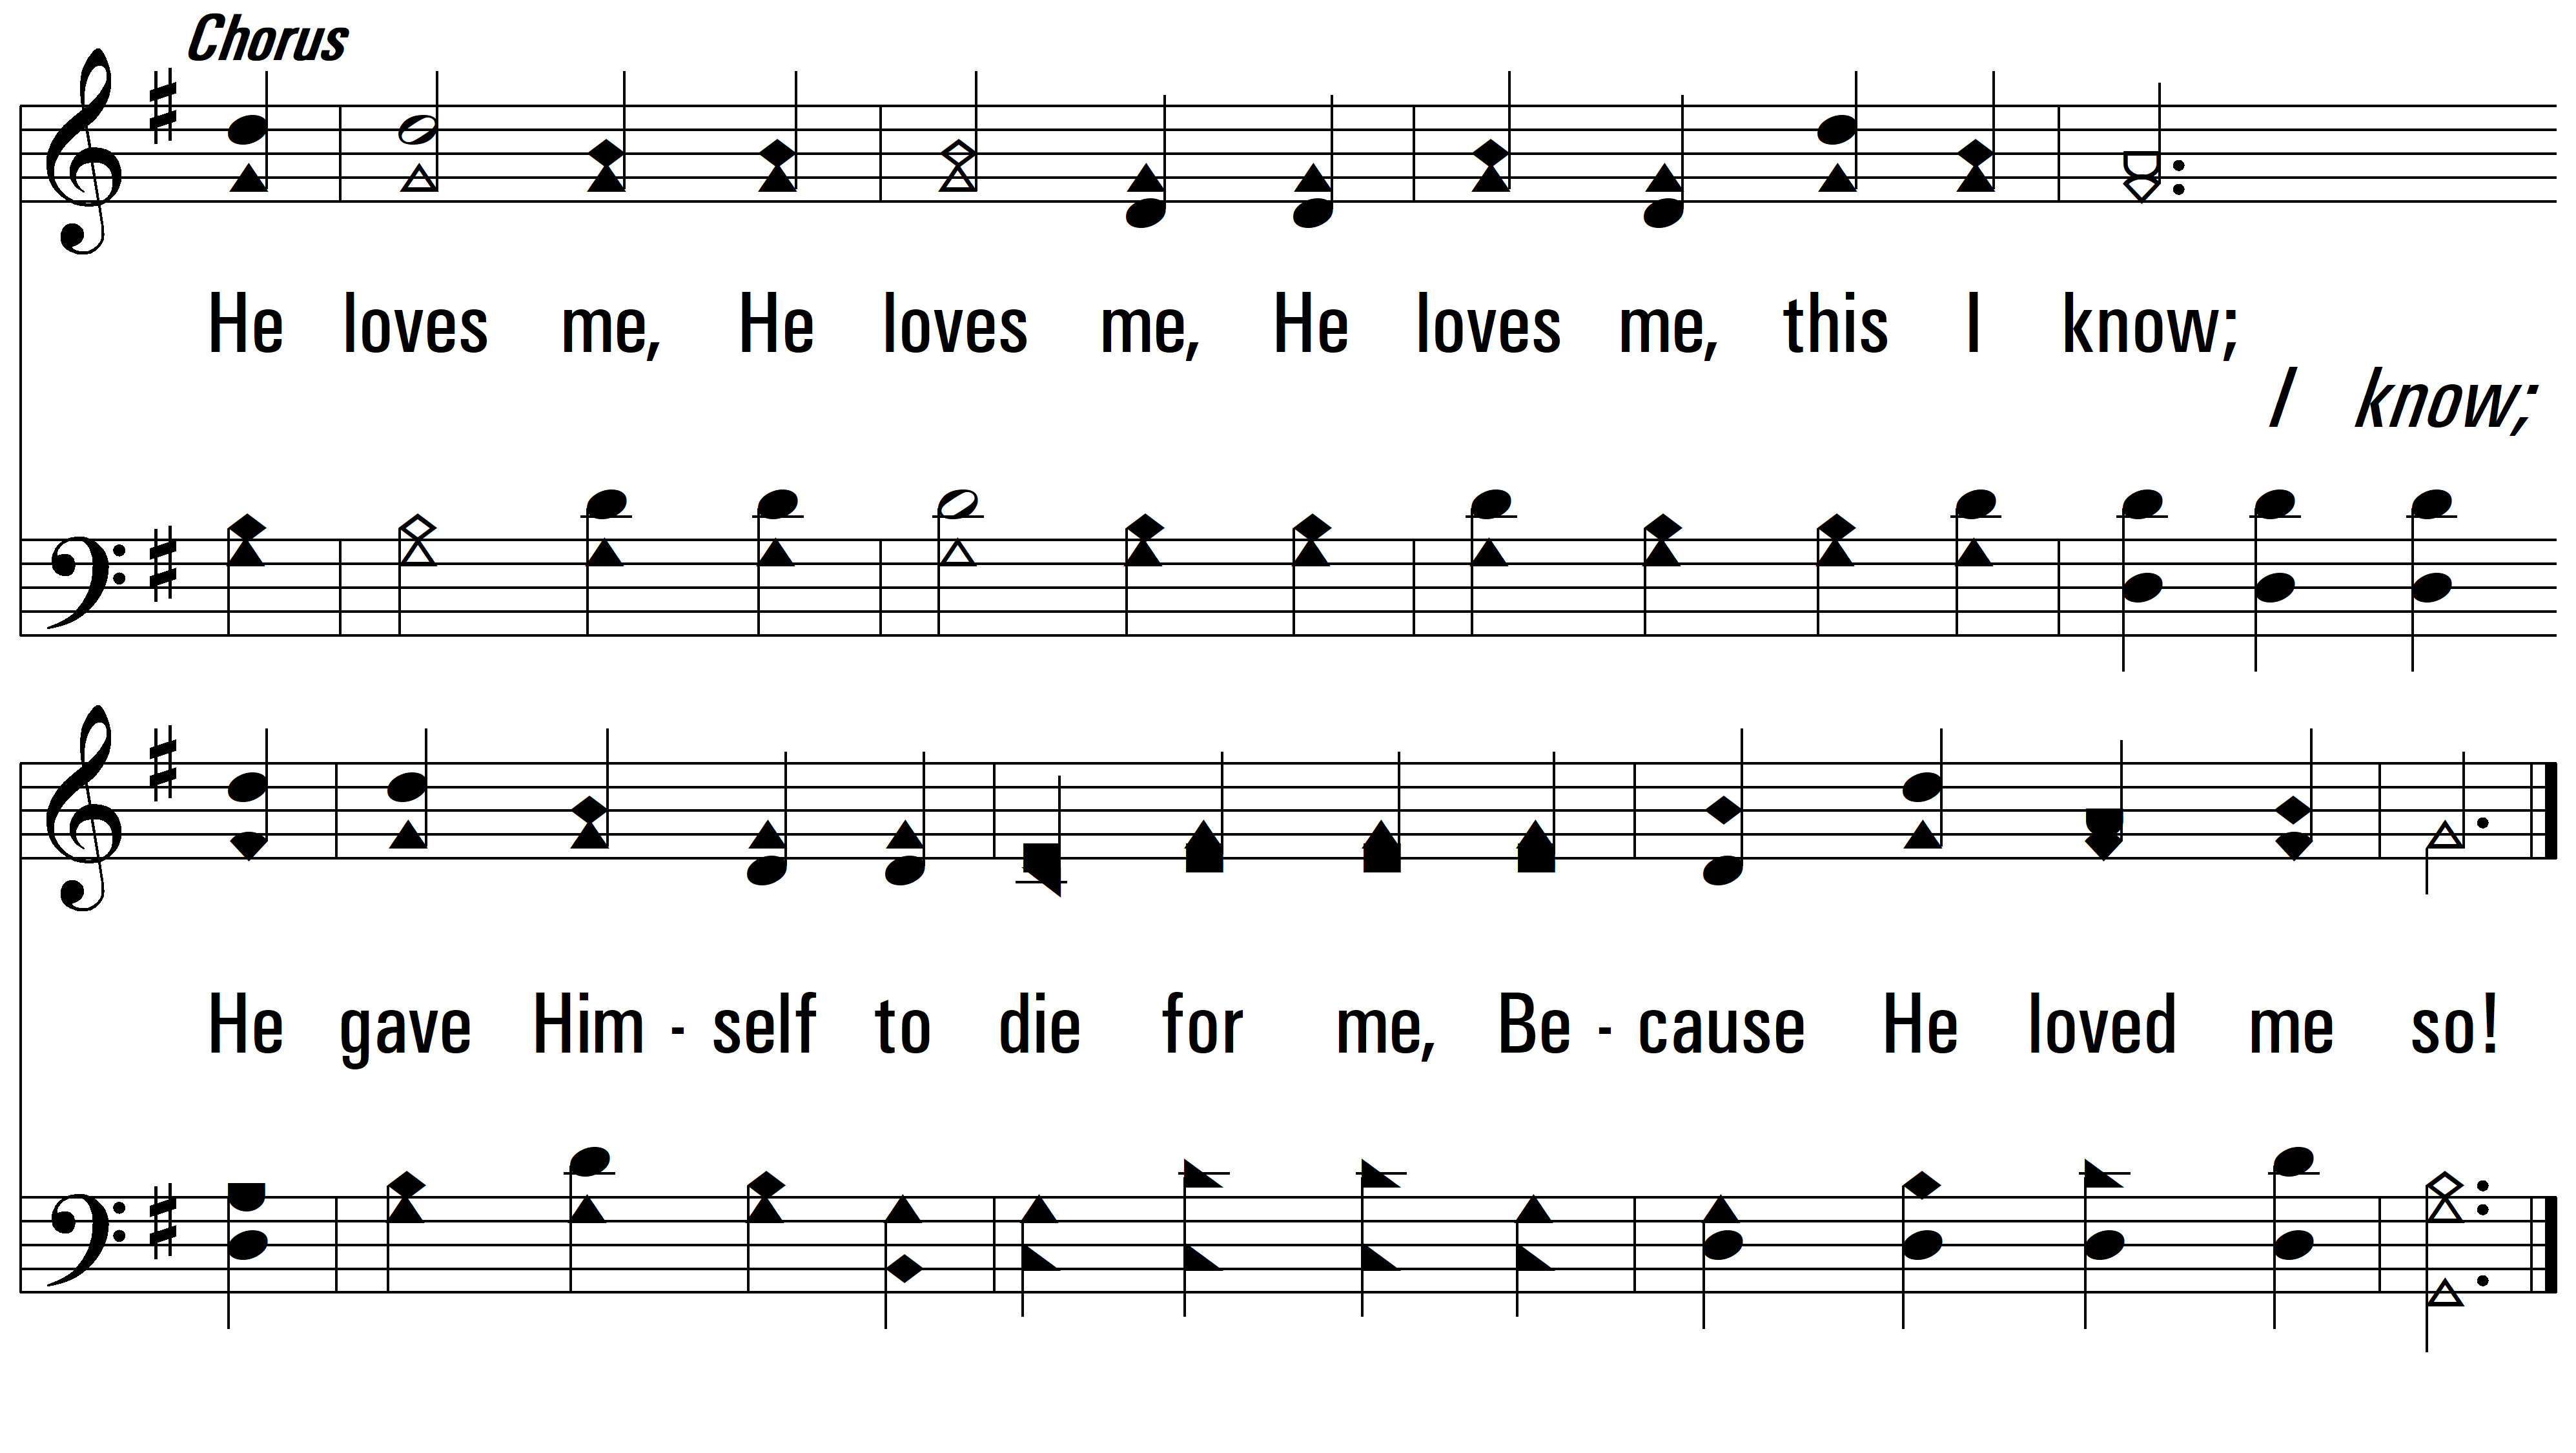 Chorus
He loves me, He loves me, He loves me, this I know;
I know;
He gave Him - self to die for me, Be - cause He loved me so!